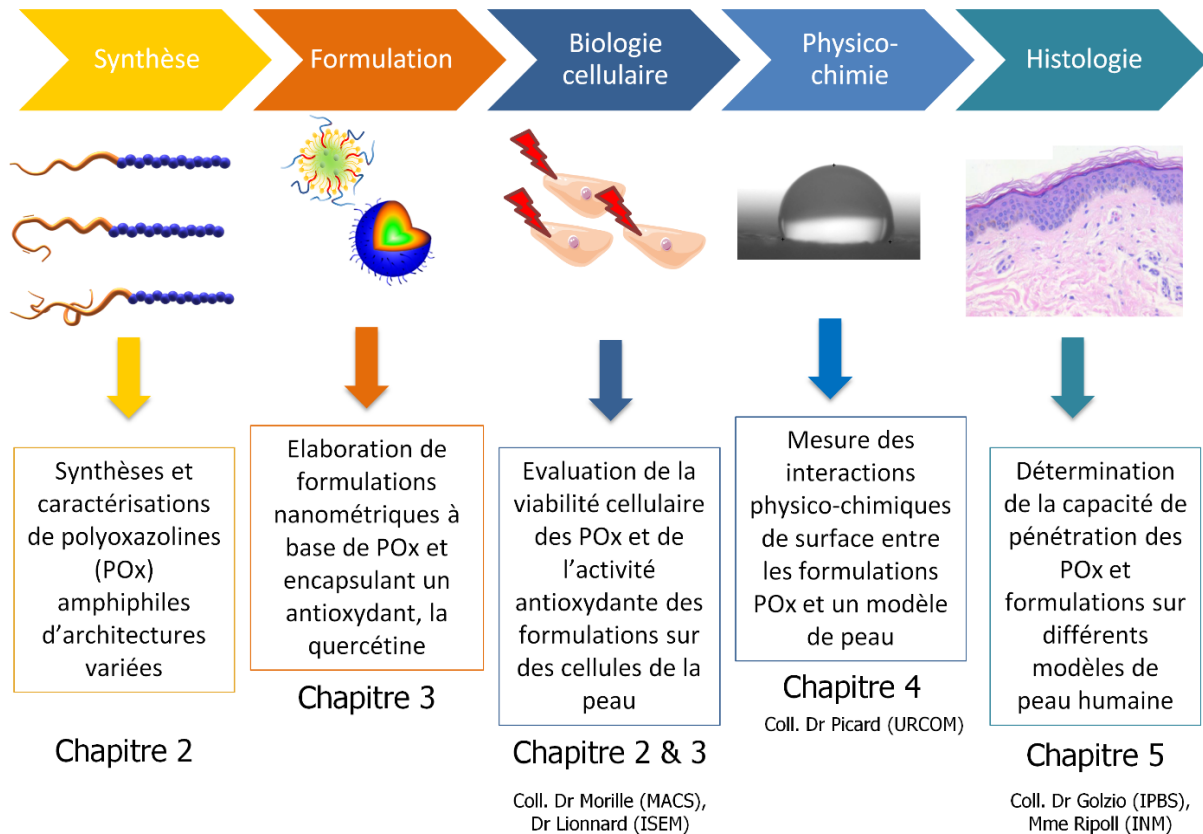 Synthèse
Formulation
Biologie
cellulaire
Physico-
chimie
Histologie
Synthèses et
caractérisations
de polyoxazolines
(POx)
amphiphiles
d’architectures
variées
Chapitre 2
Elaboration de
formulations
nanométriques à
base de POx et
encapsulant un
antioxydant, la
quercétine
Chapitre 3
Evaluation de la
viabilité cellulaire
des POx et de
l’activité
antioxydante des
formulations sur
des cellules de la
peau
Chapitre 2 & 3
Coll. Dr Morille (MACS),
Dr Lionnard (ISEM)
Mesure des
interactions
physico-chimiques
de surface entre
les formulations
POx et un modèle
de peau
Chapitre 4
Coll. Dr Picard (URCOM)
Détermination
de la capacité de
pénétration des
POx et
formulations sur
différents
modèles de
peau humaine
Chapitre 5
Coll. Dr Golzio (IPBS),
Mme Ripoll (INM)